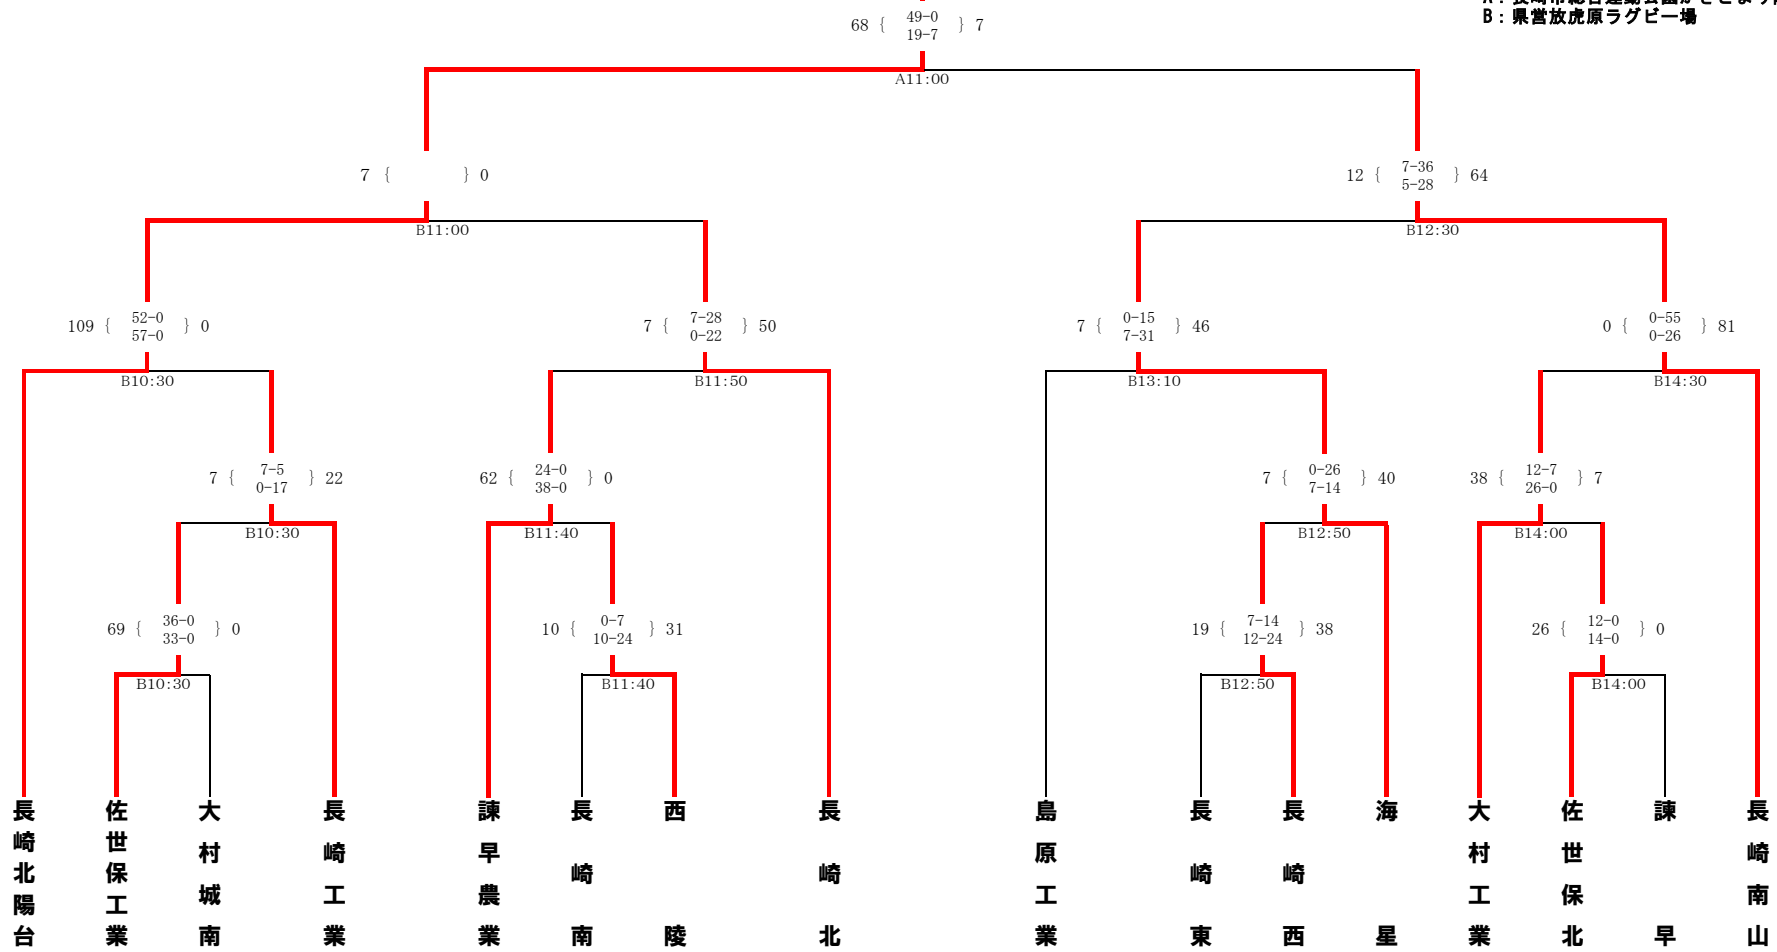 B：県営放虎原ラグビー場
68 { 49-0 } 7
19-7
A11:00
7 { } 0
B11:00
12 { 7-36 } 64
5-28
B12:30
109 { 52-0 } 0
57-0
B10:30
7 { 7-28 } 50
0-22
B11:50
7 { 0-15 } 46
7-31
B13:10
0 { 0-55 } 81
0-26
B14:30
7 { 7-5 } 22
0-17
B10:30
62 { 24-0 } 0
38-0
B11:40
7 { 0-26 } 40
7-14
B12:50
38 { 12-7 } 7
26-0
B14:00
69 { 36-0 } 0
33-0
B10:30
10 { 0-7 } 31
10-24
B11:40
19 { 7-14 } 38
12-24
B12:50
26 { 12-0 } 0
14-0
B14:00
長崎北陽台
佐世保工業
大村城南
長崎工業
諫早農業
長崎南
西陵
長崎北
島原工業
長崎東
長崎西
海星
大村工業
佐世保北
諫早
長崎南山